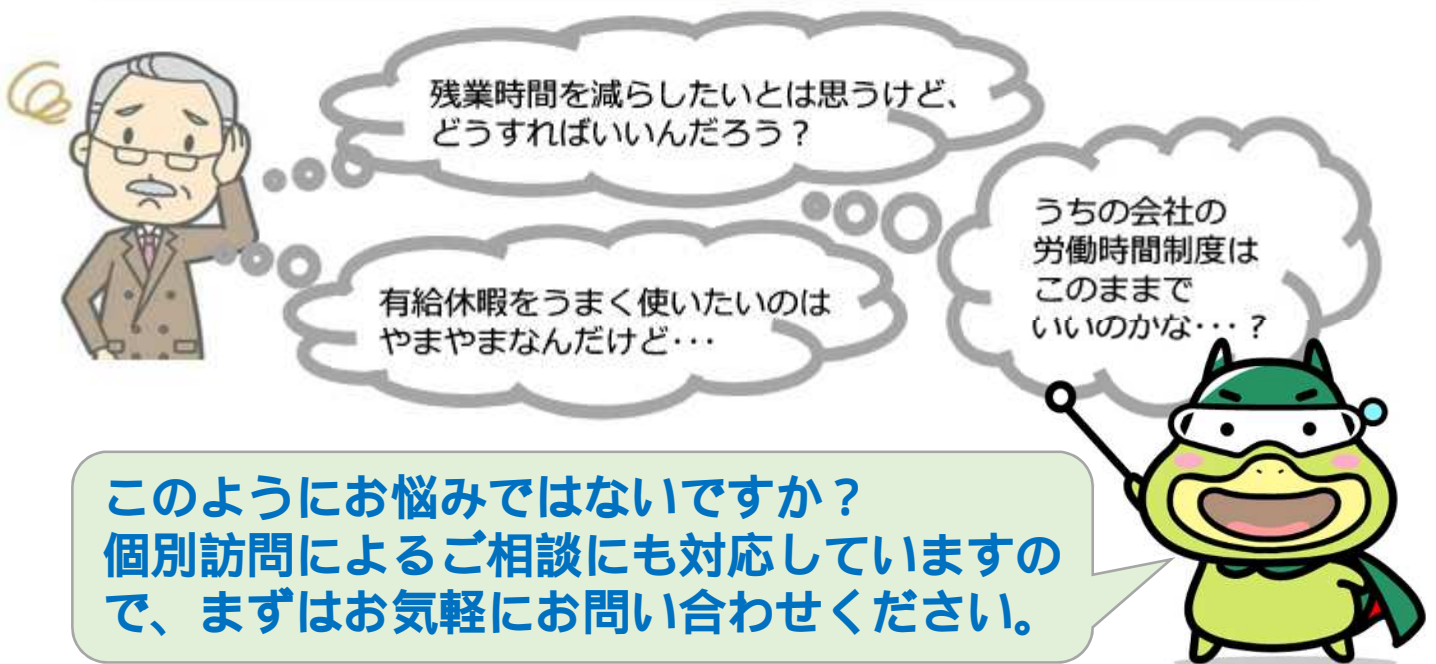 残業時間を減らしたいとは思うけど、
どうすればいいんだろう？
うちの会社の
労働時間制度は
このままで
いいのかな･･･？
有給休暇をうまく使いたいのは
やまやまなんだけど･･･
このようにお悩みではないですか？
個別訪問によるご相談にも対応していますの
で、まずはお気軽にお問い合わせください。